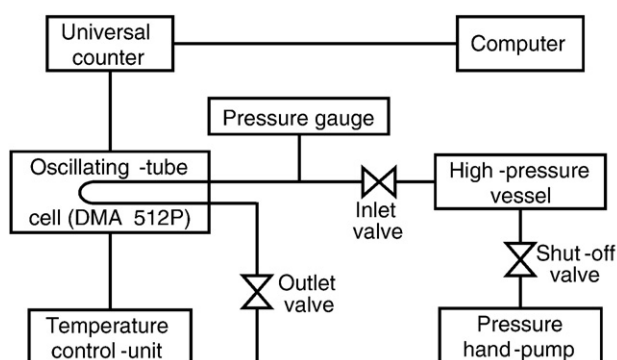 Universal
counter
Computer
Pressure gauge
Oscillating -tube
cell (DMA 512P)
High -pressure
vessel
Inlet
valve
Shut -off
valve
Outlet
valve
Temperature
control -unit
Pressure
hand -pump